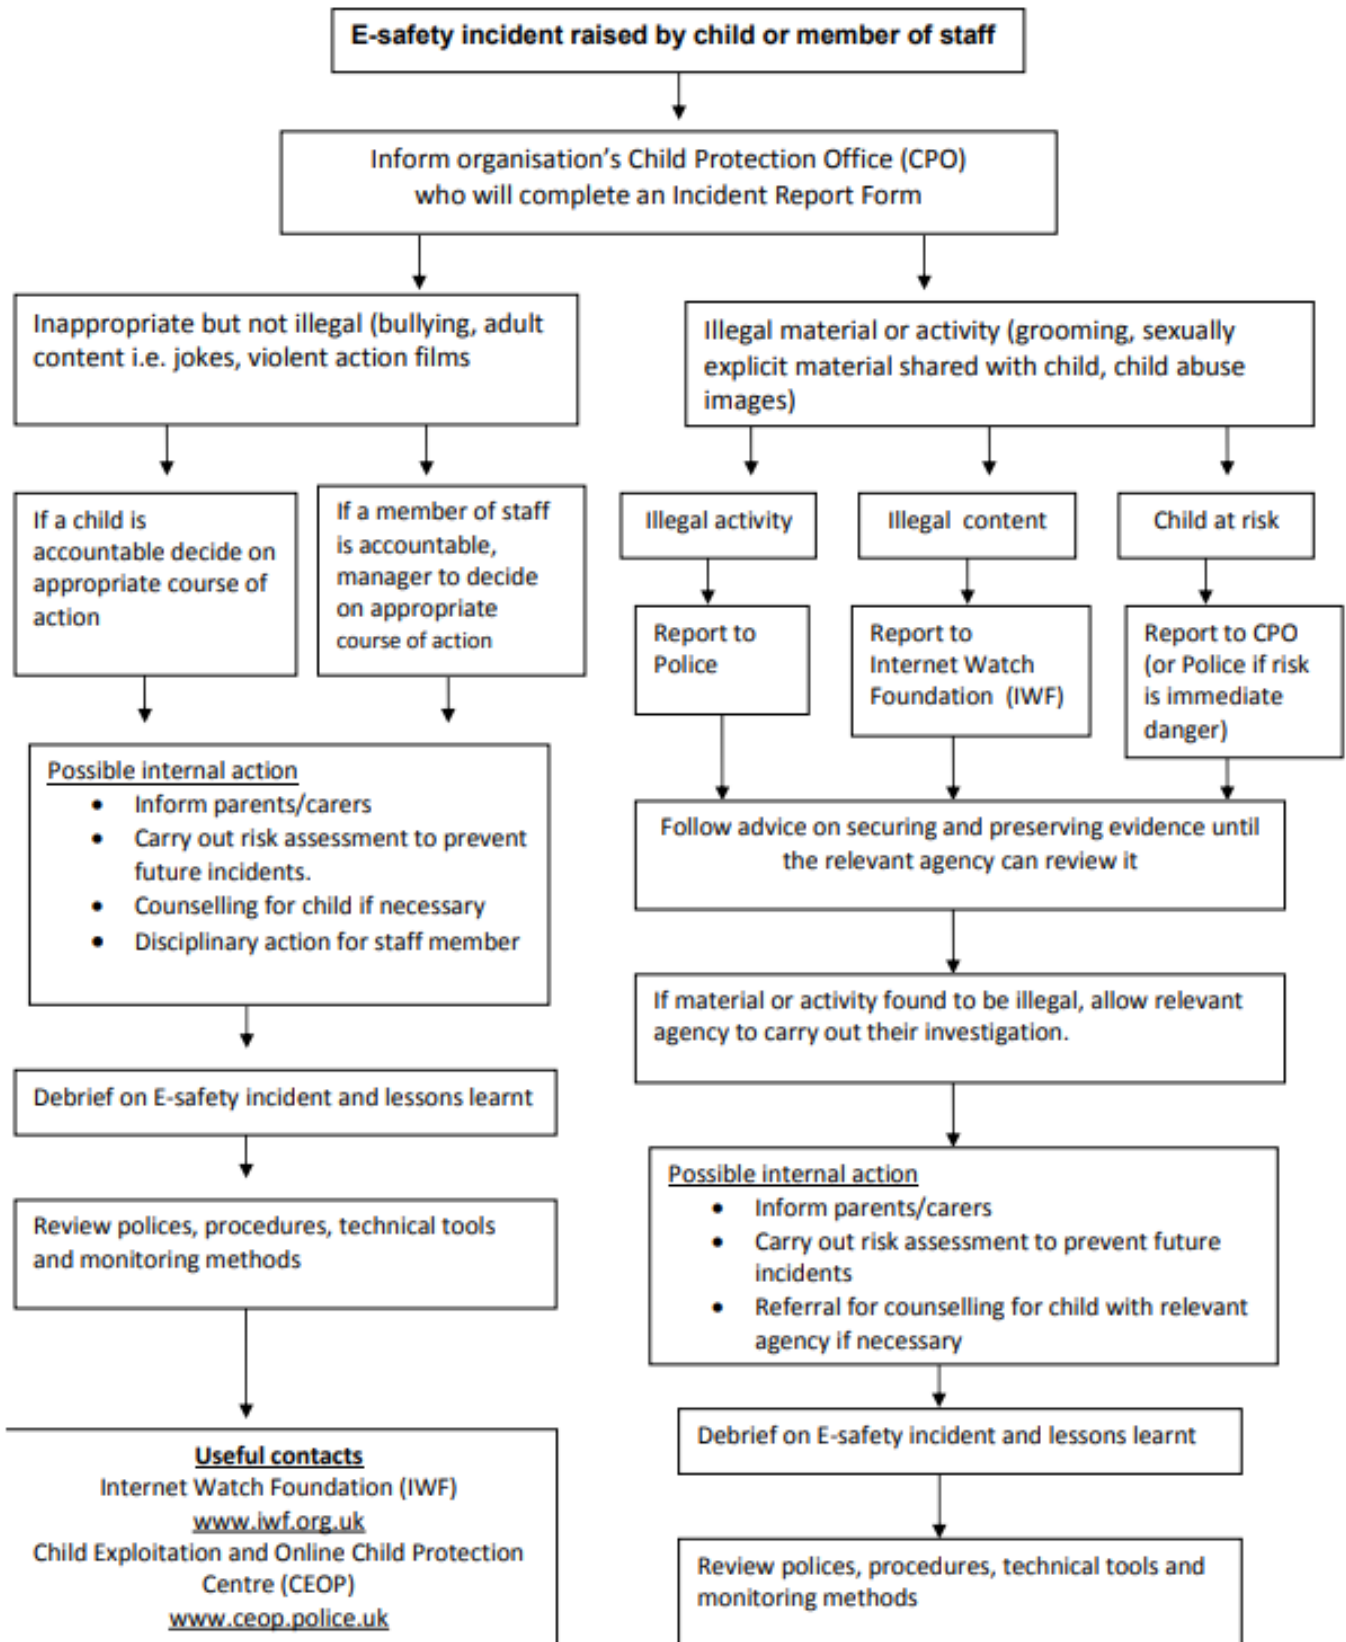 E-safety incident raised by child or member of staff
Inform organisation's Child Protection Office (CPO)
who will complete an Incident Report Form
Inappropriate but not illegal (bullying, adult
content i.e. jokes, violent action films
Illegal material or activity (grooming, sexually
explicit material shared with child, child abuse
images)
If a child is
accountable decide on
appropriate course of
action
If a member of staff
is accountable,
manager to decide
on appropriate
course of action
Illegal activity
Illegal content
Child at risk
Report to
Police
Report to
Internet Watch
Foundation (IWF)
Report to CPO
(or Police if risk
is immediate
danger)
Possible internal action
• Inform parents/carers
• Carry out risk assessment to prevent
future incidents.
• Counselling for child if necessary
• Disciplinary action for staff member
Follow advice on securing and preserving evidence until
the relevant agency can review it
If material or activity found to be illegal, allow relevant
agency to carry out their investigation.
Debrief on E-safety incident and lessons learnt
Review polices, procedures, technical tools
and monitoring methods
Possible internal action
• Inform parents/carers
• Carry out risk assessment to prevent future
incidents
• Referral for counselling for child with relevant
agency if necessary
Debrief on E-safety incident and lessons learnt
Review polices, procedures, technical tools and
monitoring methods
Useful contacts
Internet Watch Foundation (IWF)
www.iwf.org.uk
Child Exploitation and Online Child Protection
Centre (CEOP)
www.ceop.police.uk